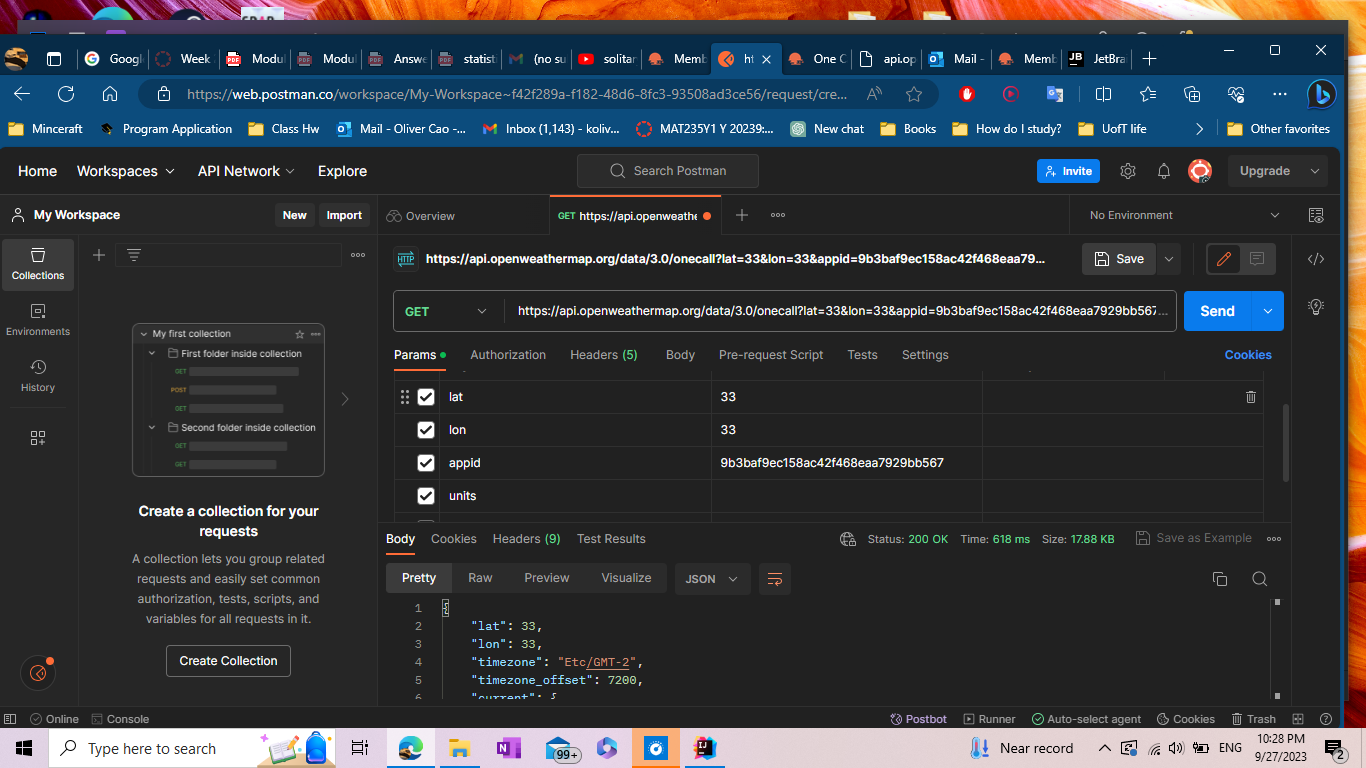 Googl
Week
Modul
Modul
Answe
statist
(no su
solitar
Memb
ht
One C
api.op
Mail -
Memb
JetBra
https://web.postman.co/workspace/My-Workspace~f42f289a-f182-48d6-8fc3-93508ad3ce56/request/cre...
Minceraft
Program Application
Class Hw
Mail - Oliver Cao -...
Inbox (1,143) - koliv...
MAT235Y1 Y 20239:...
New chat
Books
How do I study?
UofT life
Other favorites
Home
Workspaces
API Network
Explore
Search Postman
Invite
Upgrade
My Workspace
New
Import
Overview
GET https://api.openweathe
No Environment
Collections
Environments
History
HTTP
https://api.openweathermap.org/data/3.0/onecall?lat=33&lon=33&appid=9b3baf9ec158ac42f468eaa79...
Save
GET
https://api.openweathermap.org/data/3.0/onecall?lat=33&lon=33&appid=9b3baf9ec158ac42f468eaa7929bb567...
Send
Params
Authorization
Headers (5)
Body
Pre-request Script
Tests
Settings
Cookies
lat 33
lon 33
appid 9b3baf9ec158ac42f468eaa7929bb567
units
My first collection
First folder inside collection
GET
POST
GET
Second folder inside collection
GET
GET
Create a collection for your
requests
A collection lets you group related
requests and easily set common
authorization, tests, scripts, and
variables for all requests in it.
Create Collection
Body
Cookies
Headers (9)
Test Results
Status: 200 OK
Time: 618 ms
Size: 17.88 KB
Save as Example
Pretty
Raw
Preview
Visualize
JSON
1 {
2 "lat": 33,
3 "lon": 33,
4 "timezone": "Etc/GMT-2",
5 "timezone_offset": 7200,
6 "current": {
Online
Console
Postbot
Runner
Auto-select agent
Cookies
Trash
Type here to search
99+
Near record
ENG
10:28 PM
9/27/2023
2